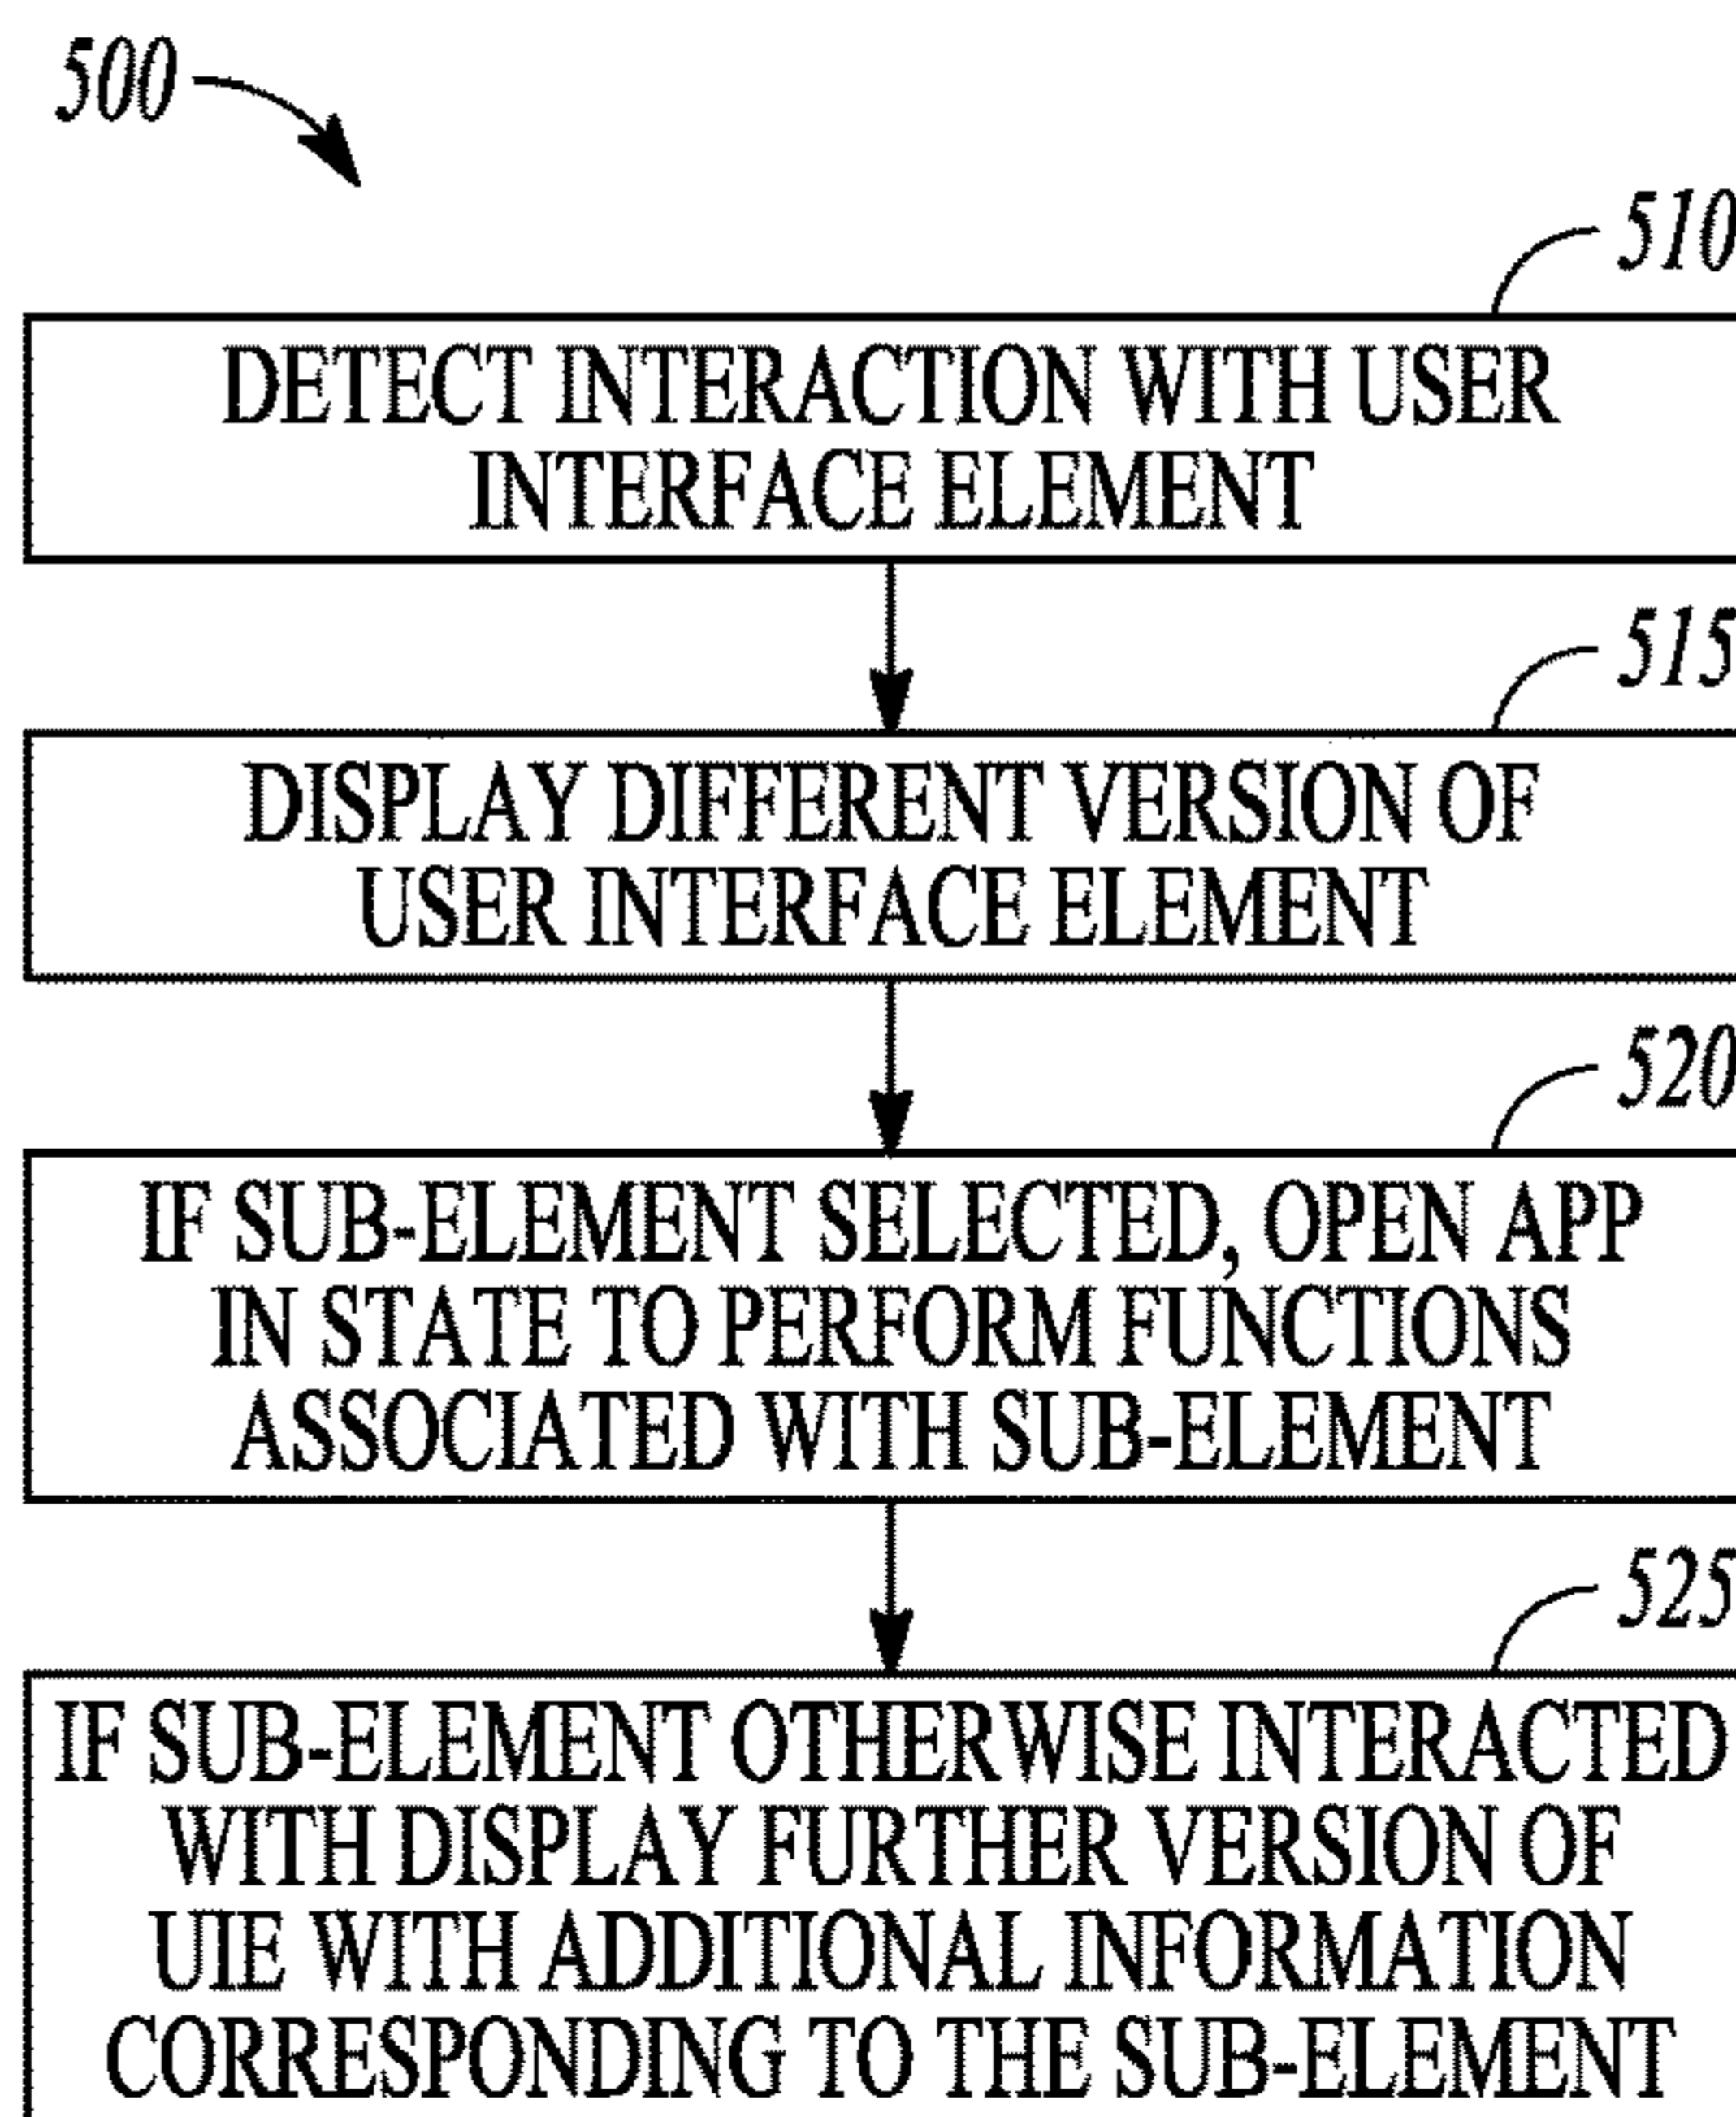 500
510
DETECT INTERACTION WITH USER
INTERFACE ELEMENT
515
DISPLAY DIFFERENT VERSION OF
USER INTERFACE ELEMENT
520
IF SUB-ELEMENT SELECTED, OPEN APP
IN STATE TO PERFORM FUNCTIONS
ASSOCIATED WITH SUB-ELEMENT
525
IF SUB-ELEMENT OTHERWISE INTERACTED
WITH DISPLAY FURTHER VERSION OF
UIE WITH ADDITIONAL INFORMATION
CORRESPONDING TO THE SUB-ELEMENT